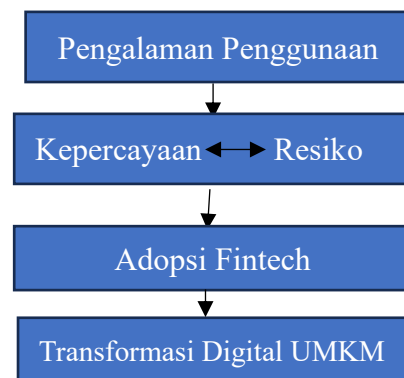 Pengalaman Penggunaan
Kepercayaan Resiko
Adopsi Fintech
Transformasi Digital UMKM